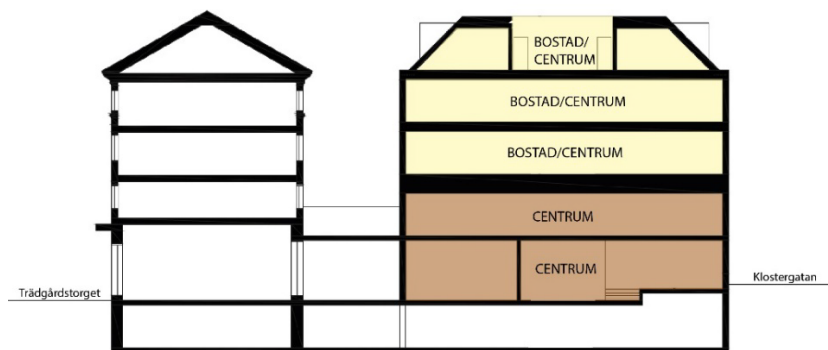 BOSTAD/
CENTRUM
BOSTAD/CENTRUM
BOSTAD/CENTRUM
CENTRUM
CENTRUM
Klostergatan
Trädgårdstorget